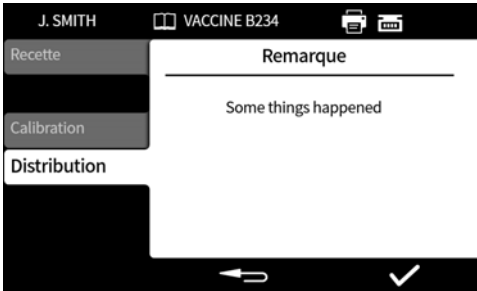 J. SMITH VACCINE B234
Recette
Calibration
Distribution
Remarque
Some things happened